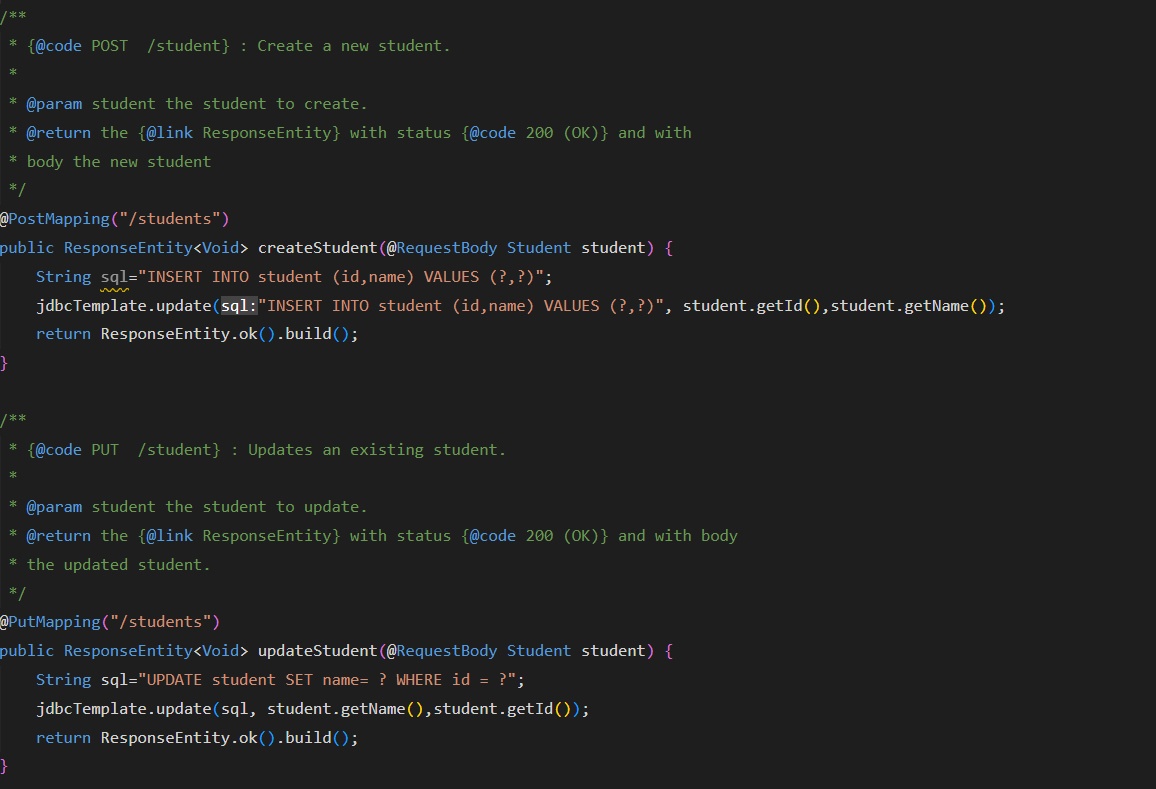 /**
 * {@code POST  /student} : Create a new student.
 *
 * @param student the student to create.
 * @return the {@link ResponseEntity} with status {@code 200 (OK)} and with
 * body the new student
 */
@PostMapping("/students")
public ResponseEntity<Void> createStudent(@RequestBody Student student) {
    String sql="INSERT INTO student (id,name) VALUES (?,?)";
    jdbcTemplate.update(sql:"INSERT INTO student (id,name) VALUES (?,?)", student.getId(),student.getName());
    return ResponseEntity.ok().build();
}
/**
 * {@code PUT  /student} : Updates an existing student.
 *
 * @param student the student to update.
 * @return the {@link ResponseEntity} with status {@code 200 (OK)} and with body
 * the updated student.
 */
@PutMapping("/students")
public ResponseEntity<Void> updateStudent(@RequestBody Student student) {
    String sql="UPDATE student SET name= ? WHERE id = ?";
    jdbcTemplate.update(sql, student.getName(),student.getId());
    return ResponseEntity.ok().build();
}